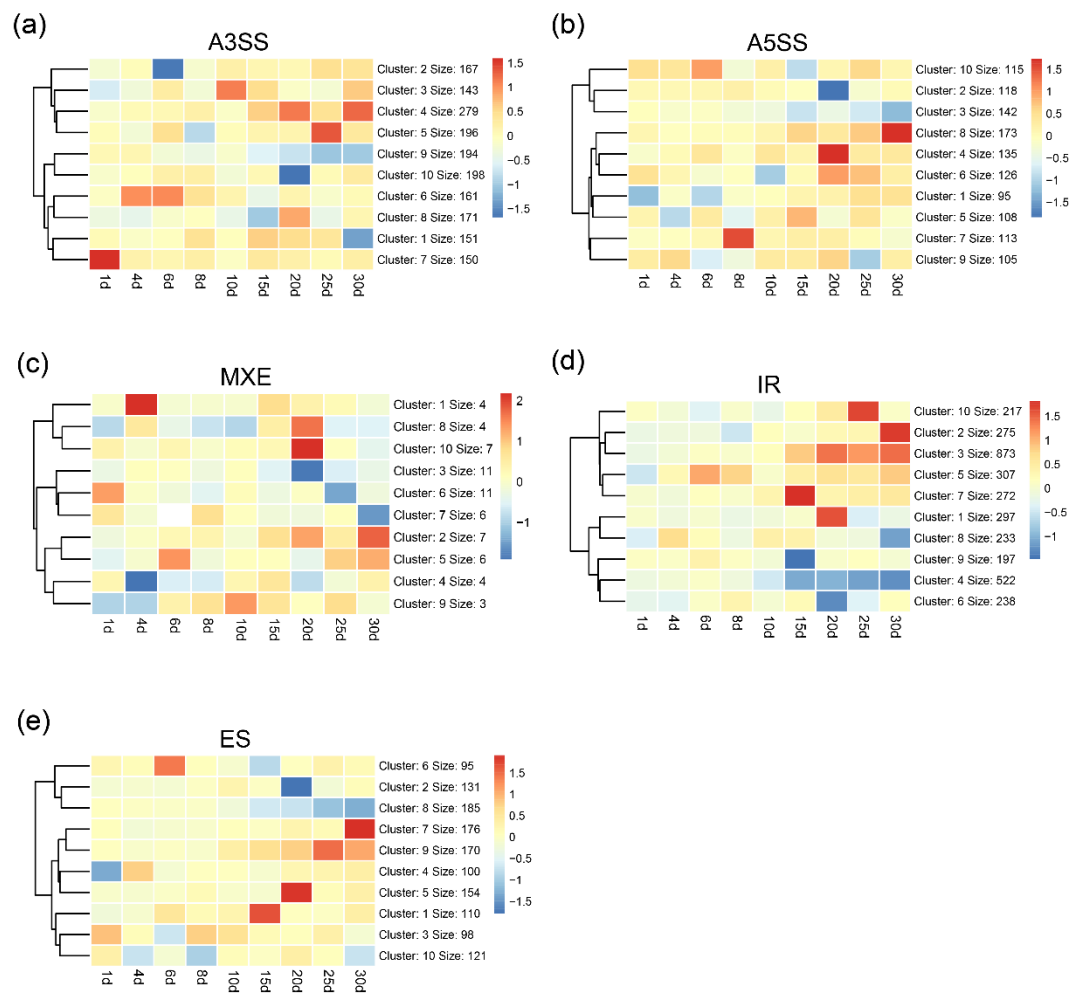 (a)
A3SS
Cluster: 2 Size: 167
Cluster: 3 Size: 143
Cluster: 4 Size: 279
Cluster: 5 Size: 196
Cluster: 9 Size: 194
Cluster: 10 Size: 198
Cluster: 6 Size: 161
Cluster: 8 Size: 171
Cluster: 1 Size: 151
Cluster: 7 Size: 150
1d 4d 6d 8d 10d 15d 20d 25d 30d
1.5
1
0.5
0
−0.5
−1
−1.5
(b)
A5SS
Cluster: 10 Size: 115
Cluster: 2 Size: 118
Cluster: 3 Size: 142
Cluster: 8 Size: 173
Cluster: 4 Size: 135
Cluster: 6 Size: 126
Cluster: 1 Size: 95
Cluster: 5 Size: 108
Cluster: 7 Size: 113
Cluster: 9 Size: 105
1d 4d 6d 8d 10d 15d 20d 25d 30d
1.5
1
0.5
0
−0.5
−1
−1.5
(c)
MXE
Cluster: 1 Size: 4
Cluster: 8 Size: 4
Cluster: 10 Size: 7
Cluster: 3 Size: 11
Cluster: 6 Size: 11
Cluster: 7 Size: 6
Cluster: 2 Size: 7
Cluster: 5 Size: 6
Cluster: 4 Size: 4
Cluster: 9 Size: 3
1d 4d 6d 8d 10d 15d 20d 25d 30d
2
1
0
−1
(d)
IR
Cluster: 10 Size: 217
Cluster: 2 Size: 275
Cluster: 3 Size: 873
Cluster: 5 Size: 307
Cluster: 7 Size: 272
Cluster: 1 Size: 297
Cluster: 8 Size: 233
Cluster: 9 Size: 197
Cluster: 4 Size: 522
Cluster: 6 Size: 238
1d 4d 6d 8d 10d 15d 20d 25d 30d
1.5
1
0.5
0
−0.5
−1
(e)
ES
Cluster: 6 Size: 95
Cluster: 2 Size: 131
Cluster: 8 Size: 185
Cluster: 7 Size: 176
Cluster: 9 Size: 170
Cluster: 4 Size: 100
Cluster: 5 Size: 154
Cluster: 1 Size: 110
Cluster: 3 Size: 98
Cluster: 10 Size: 121
1d 4d 6d 8d 10d 15d 20d 25d 30d
1.5
1
0.5
0
−0.5
−1
−1.5